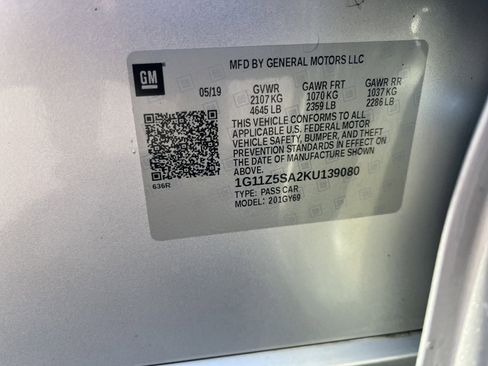 GM
MFD BY GENERAL MOTORS LLC
05/19 GVWR GAWR FRT GAWR RR
2107 KG 1070 KG 1037 KG
4645 LB 2359 LB 2286 LB
THIS VEHICLE CONFORMS TO ALL
APPLICABLE U.S. FEDERAL MOTOR
VEHICLE SAFETY, BUMPER, AND THEFT
PREVENTION STANDARDS IN EFFECT ON
THE DATE OF MANUFACTURE SHOWN
ABOVE.
636R
1G11Z5SA2KU139080
TYPE: PASS CAR
MODEL: 201GY69